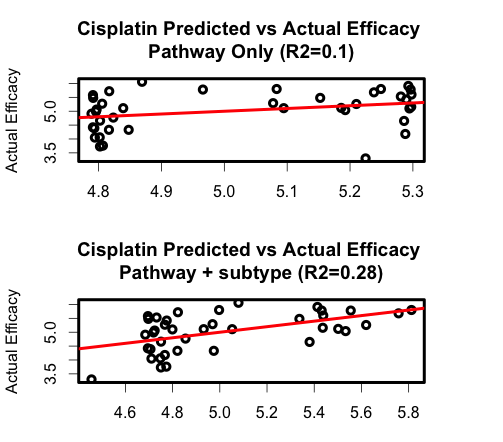 Cisplatin Predicted vs Actual Efficacy
Pathway Only (R2=0.1)
Actual Efficacy
5.0
3.5
4.8 4.9 5.0 5.1 5.2 5.3
Cisplatin Predicted vs Actual Efficacy
Pathway + subtype (R2=0.28)
Actual Efficacy
5.0
3.5
4.6 4.8 5.0 5.2 5.4 5.6 5.8